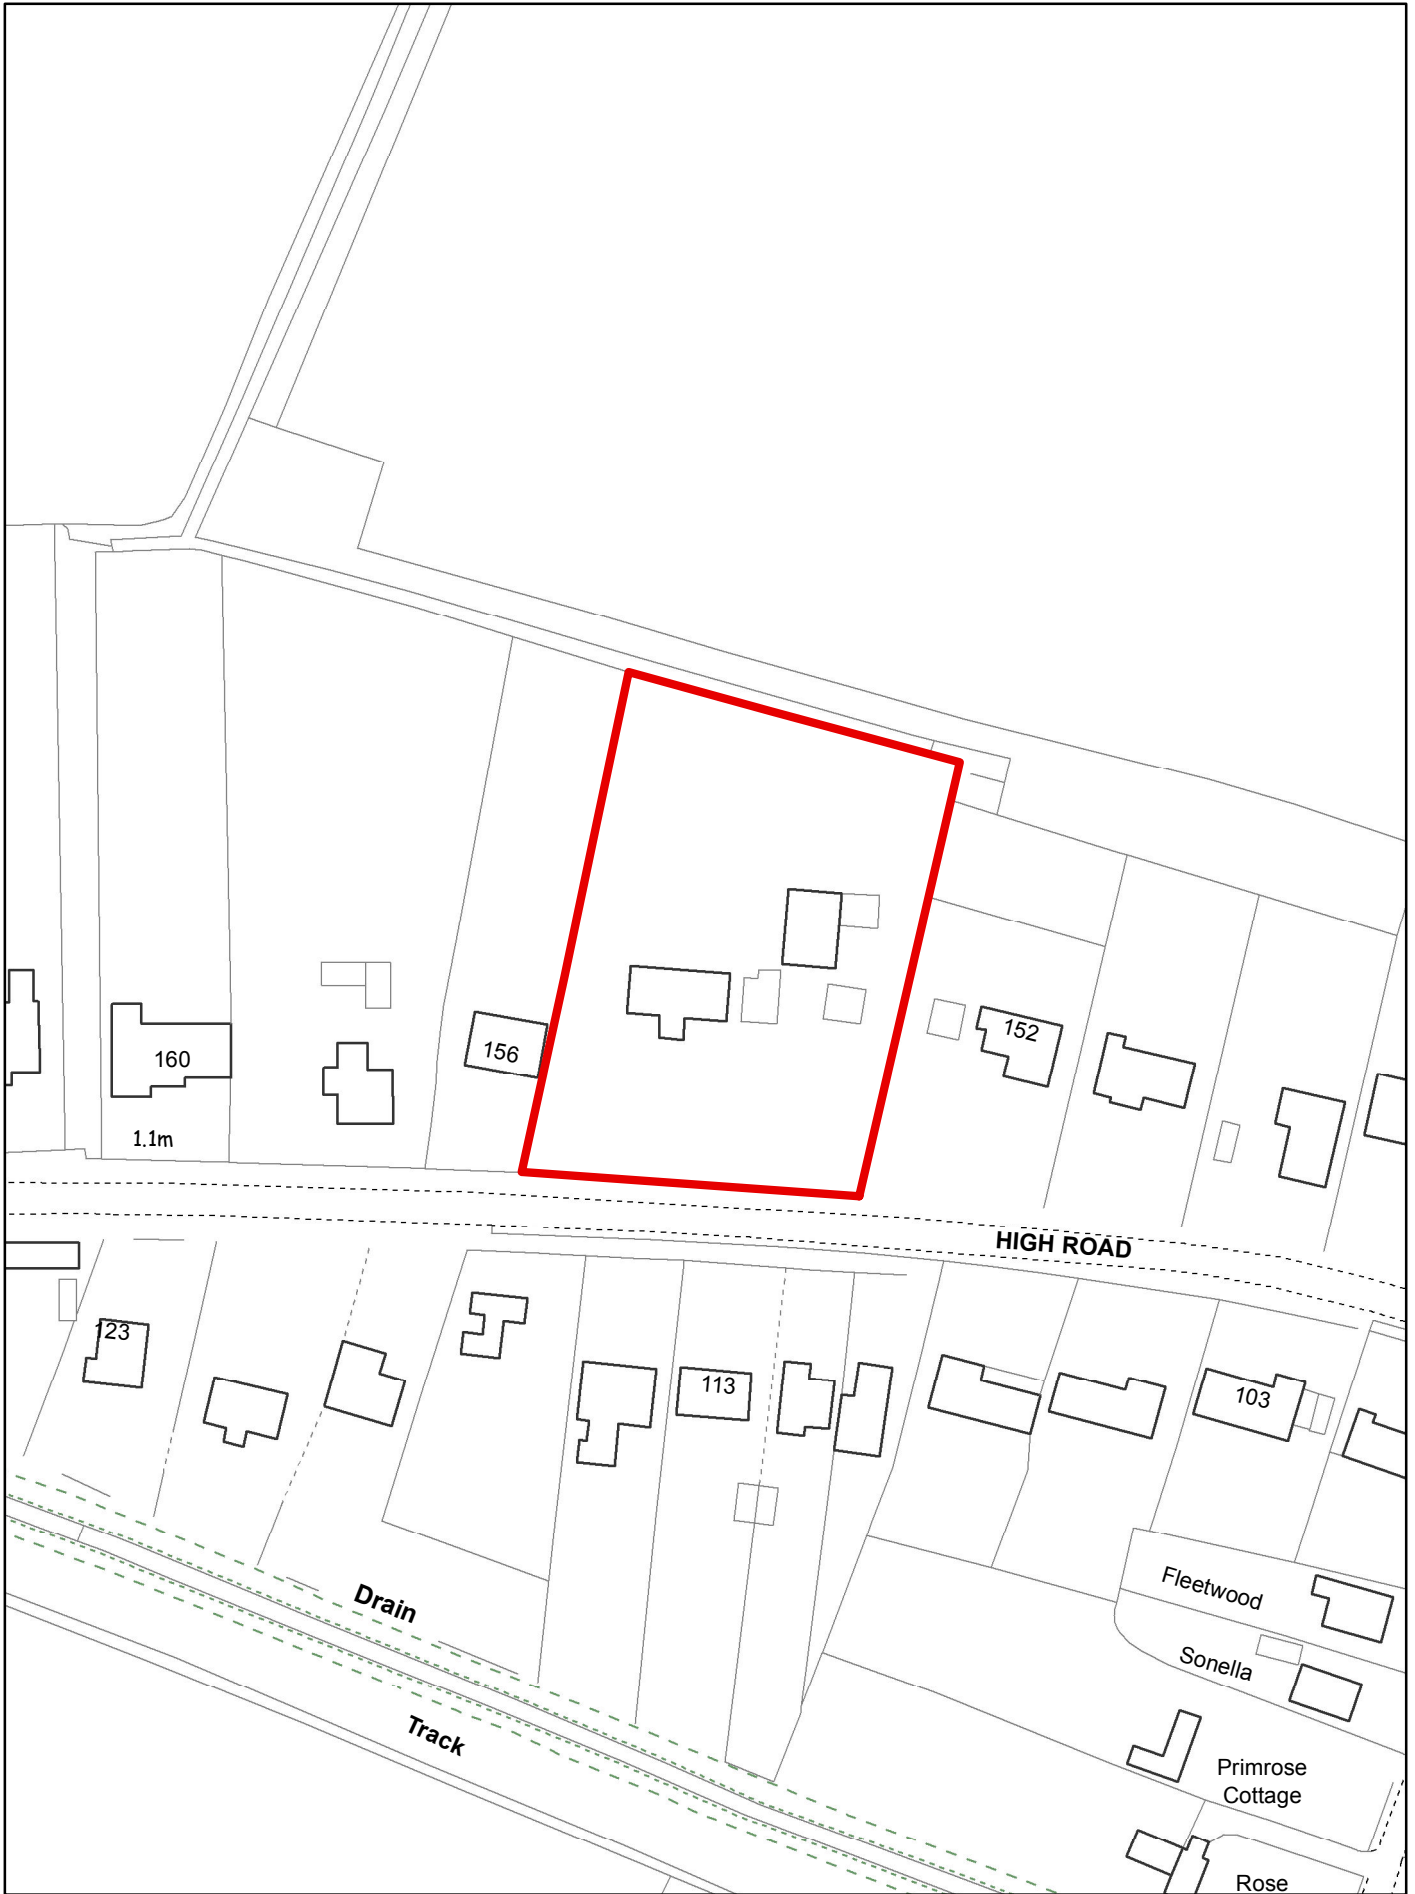 152
156
160
1.1m
HIGH ROAD
123
113
103
Fleetwood
Drain
Sonella
Track
Primrose
Cottage
Rose